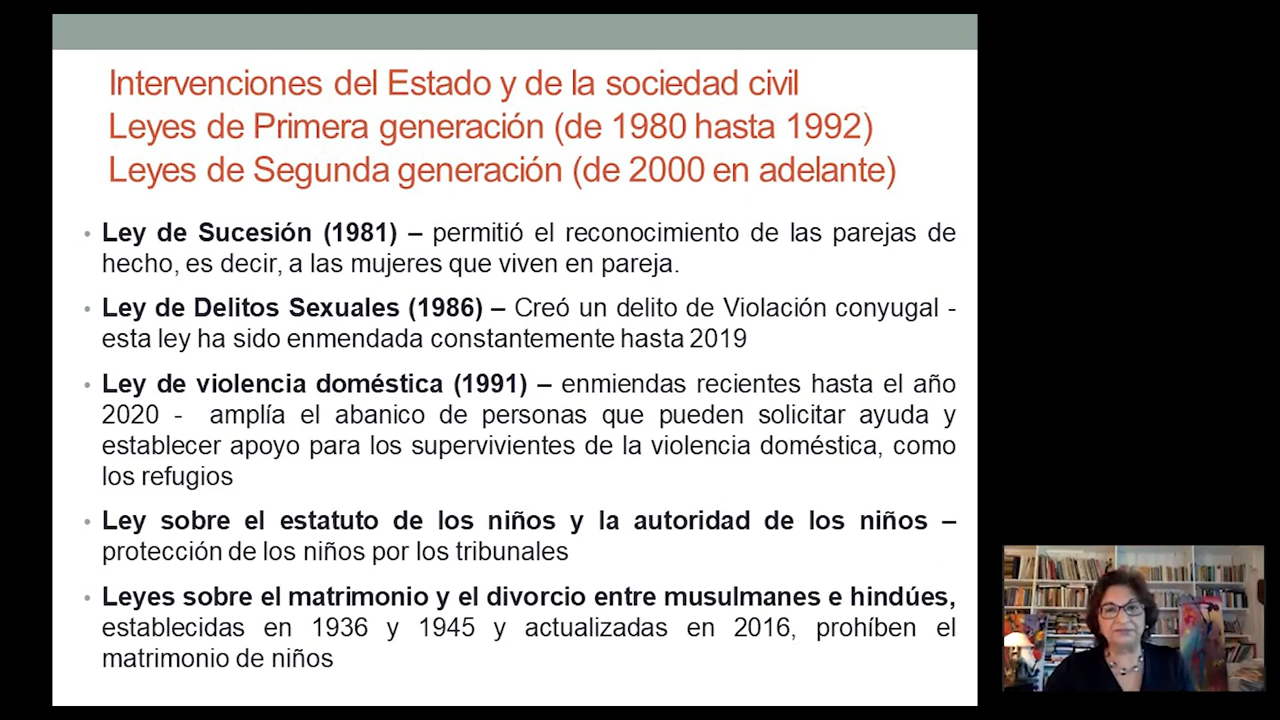 Intervenciones del Estado y de la sociedad civil
Leyes de Primera generación (de 1980 hasta 1992)
Leyes de Segunda generación (de 2000 en adelante)
• Ley de Sucesión (1981) – permitió el reconocimiento de las parejas de
hecho, es decir, a las mujeres que viven en pareja.
• Ley de Delitos Sexuales (1986) – Creó un delito de Violación conyugal -
esta ley ha sido enmendada constantemente hasta 2019
• Ley de violencia doméstica (1991) – enmiendas recientes hasta el año
2020 - amplía el abanico de personas que pueden solicitar ayuda y
establecer apoyo para los supervivientes de la violencia doméstica, como
los refugios
• Ley sobre el estatuto de los niños y la autoridad de los niños –
protección de los niños por los tribunales
• Leyes sobre el matrimonio y el divorcio entre musulmanes e hindúes,
establecidas en 1936 y 1945 y actualizadas en 2016, prohíben el
matrimonio de niños